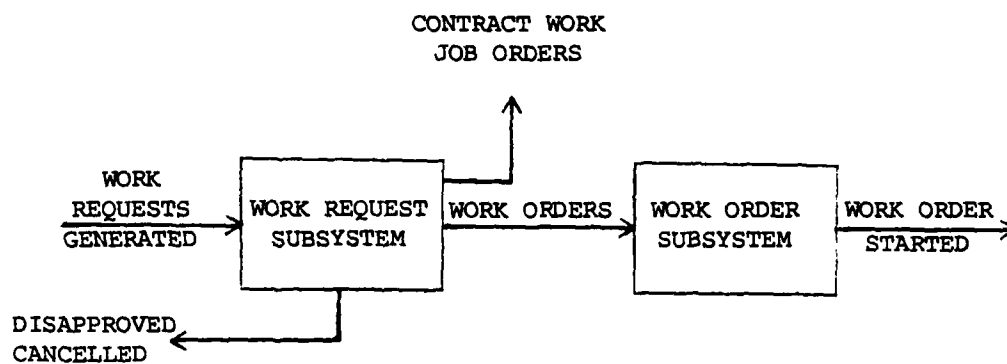 CONTRACT WORK
JOB ORDERS
WORK
REQUESTS
GENERATED
WORK REQUEST
SUBSYSTEM
WORK ORDERS
WORK ORDER
SUBSYSTEM
WORK ORDER
STARTED
DISAPPROVED
CANCELLED